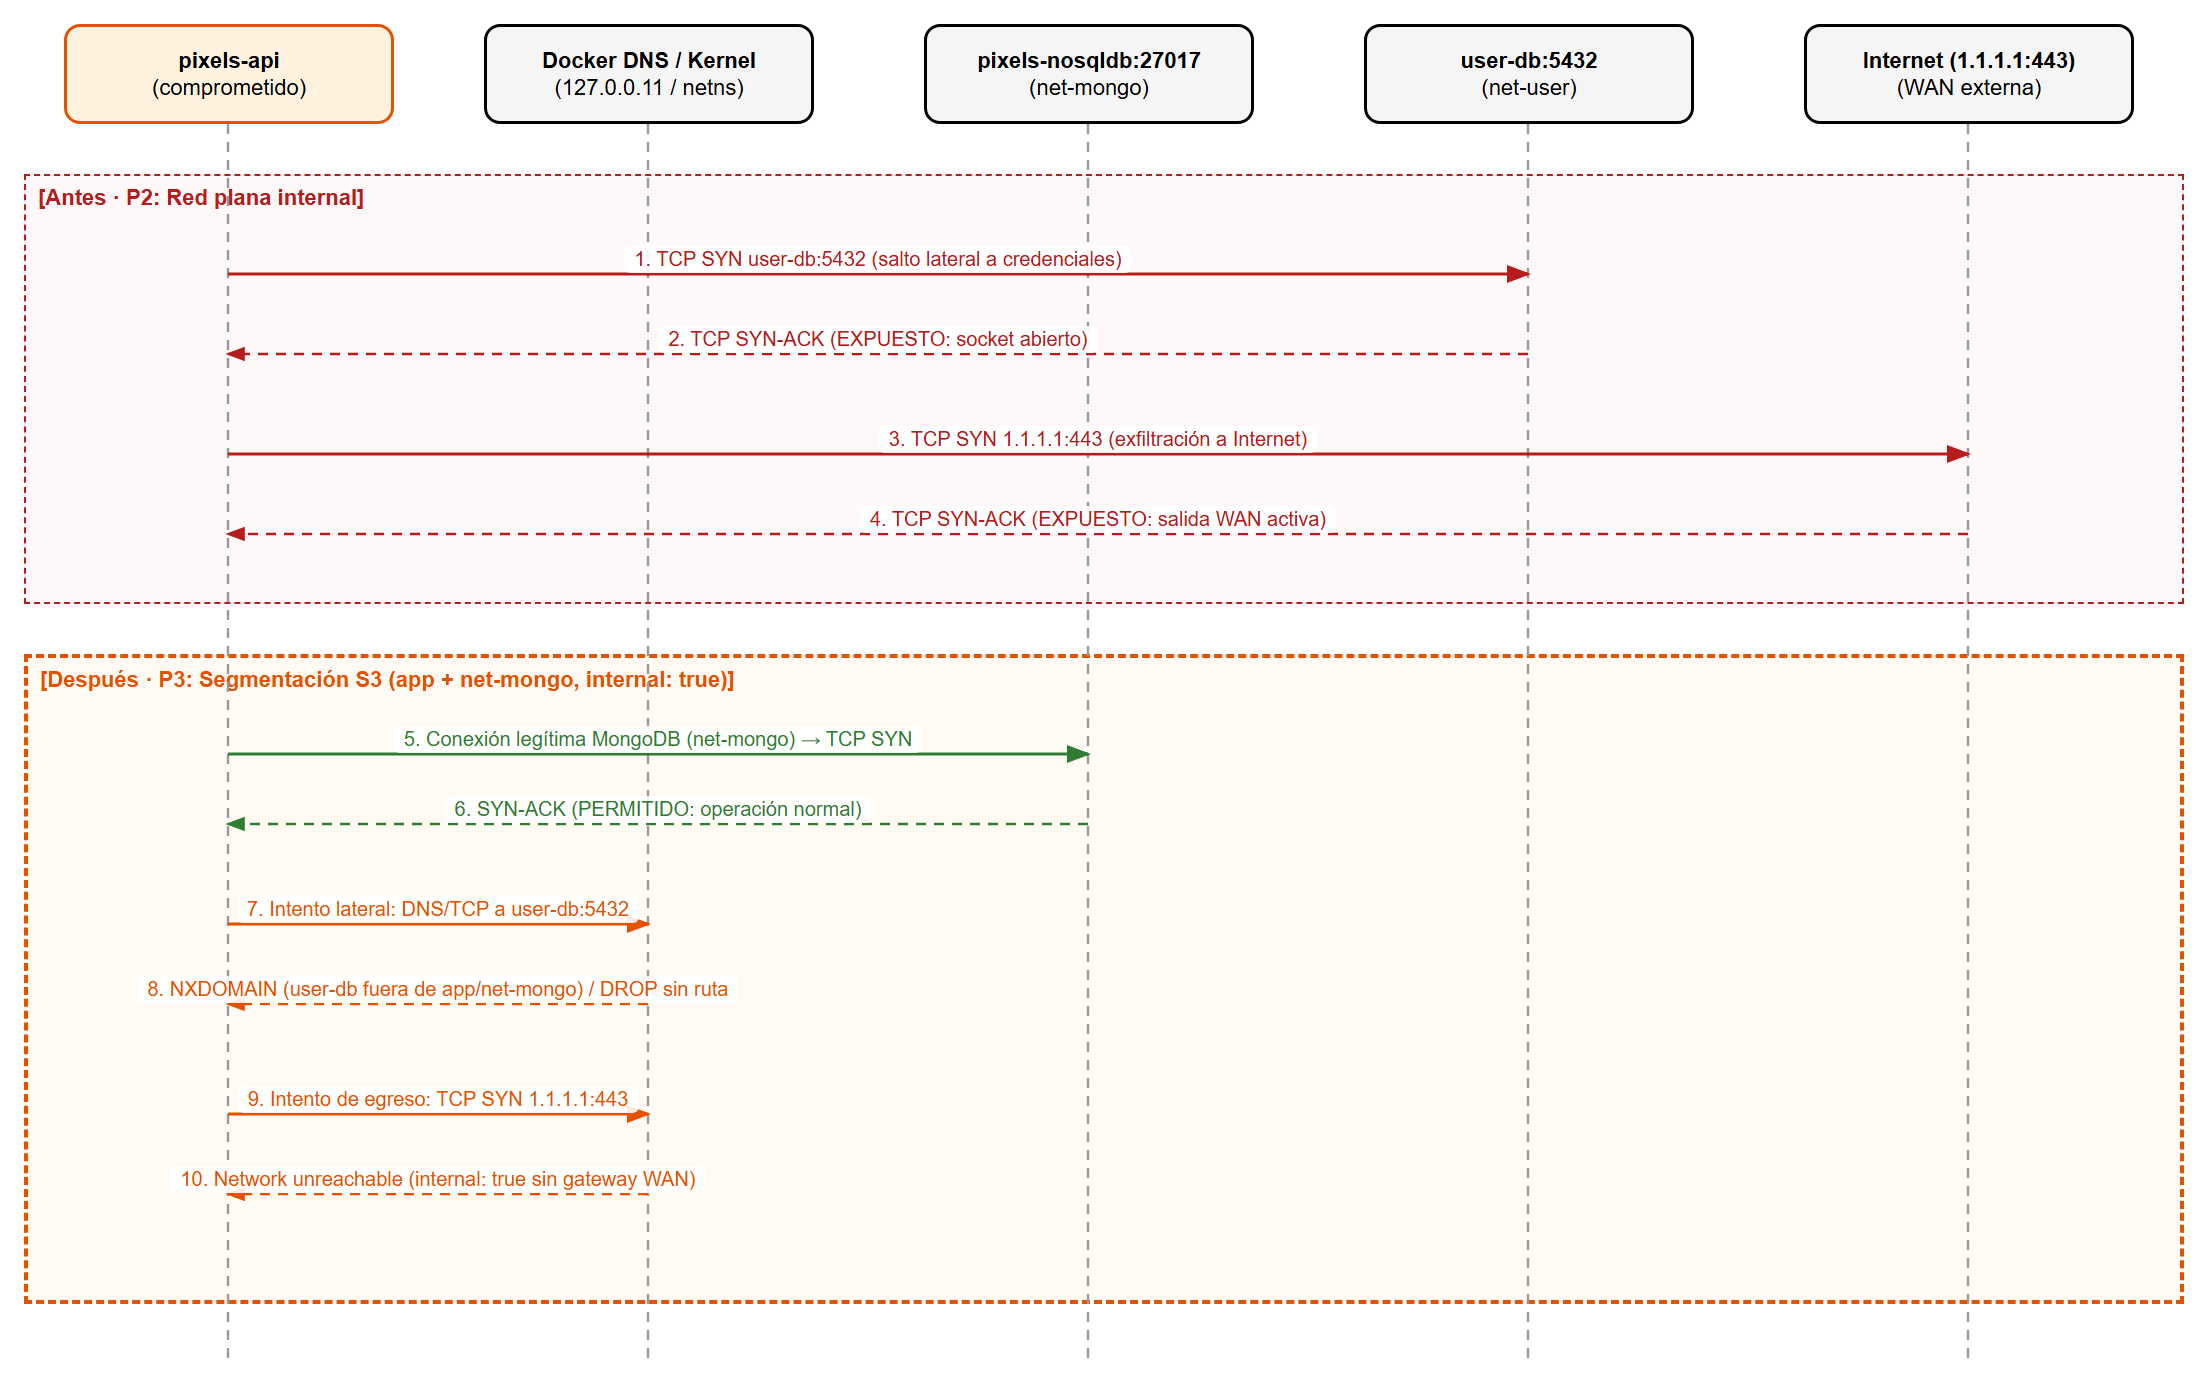 pixels-api
(comprometido)
Docker DNS / Kernel
(127.0.0.11 / netns)
pixels-nosqldb:27017
(net-mongo)
user-db:5432
(net-user)
Internet (1.1.1.1:443)
(WAN externa)
[Antes · P2: Red plana internal]
1. TCP SYN user-db:5432 (salto lateral a credenciales)
2. TCP SYN-ACK (EXPUESTO: socket abierto)
3. TCP SYN 1.1.1.1:443 (exfiltración a Internet)
4. TCP SYN-ACK (EXPUESTO: salida WAN activa)
[Después · P3: Segmentación S3 (app + net-mongo, internal: true)]
5. Conexión legítima MongoDB (net-mongo) → TCP SYN
6. SYN-ACK (PERMITIDO: operación normal)
7. Intento lateral: DNS/TCP a user-db:5432
8. NXDOMAIN (user-db fuera de app/net-mongo) / DROP sin ruta
9. Intento de egreso: TCP SYN 1.1.1.1:443
10. Network unreachable (internal: true sin gateway WAN)